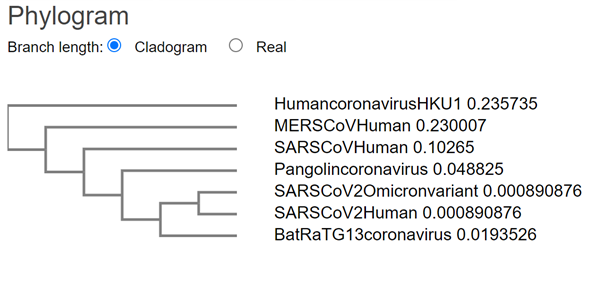 Phylogram
Branch length: Cladogram Real
HumancoronavirusHKU1 0.235735
MERSCoVHuman 0.230007
SARSCoVHuman 0.10265
Pangolincoronavirus 0.048825
SARSCoV2Omicronvariant 0.000890876
SARSCoV2Human 0.000890876
BatRaTG13coronavirus 0.0193526